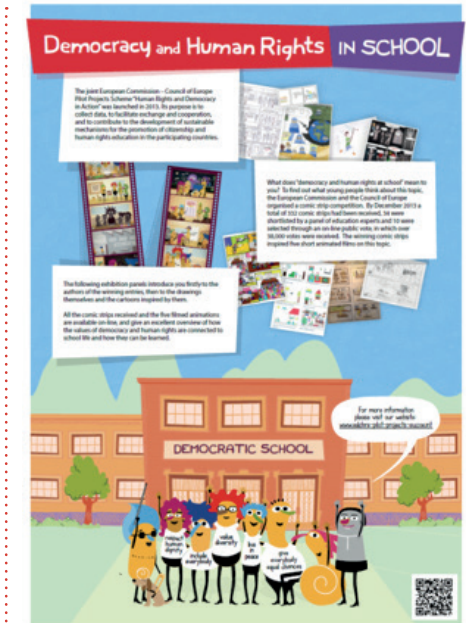 Democracy and Human Rights IN SCHOOL
The joint European Commission – Council of Europe
Pilot Projects Scheme "Human Rights and Democracy
in Action" was launched in 2013. Its purpose is to
collect data, to facilitate exchange and cooperation,
and to contribute to the development of sustainable
mechanisms for the promotion of citizenship and
human rights education in the participating countries.
What does "democracy and human rights at school" mean to
you? To find out what young people think about this topic,
the European Commission and the Council of Europe
organised a comic strip competition. By December 2013 a
total of 332 comic strips had been received, 54 were
shortlisted by a panel of education experts and 10 were
selected through an on-line public vote, in which over
38,000 votes were received. The winning comic strips
inspired five short animated films on this topic.
The following exhibition panels introduce you firstly to the
authors of the winning entries, then to the drawings
themselves and the cartoons inspired by them.
All the comic strips received and the five filmed animations
are available on-line, and give an excellent overview of how
the values of democracy and human rights are connected to
school life and how they can be learned.
For more information
please visit our website
DEMOCRATIC SCHOOL
respect
human
dignity
include
everybody
value
diversity
live
in
peace
give
everybody
equal chances